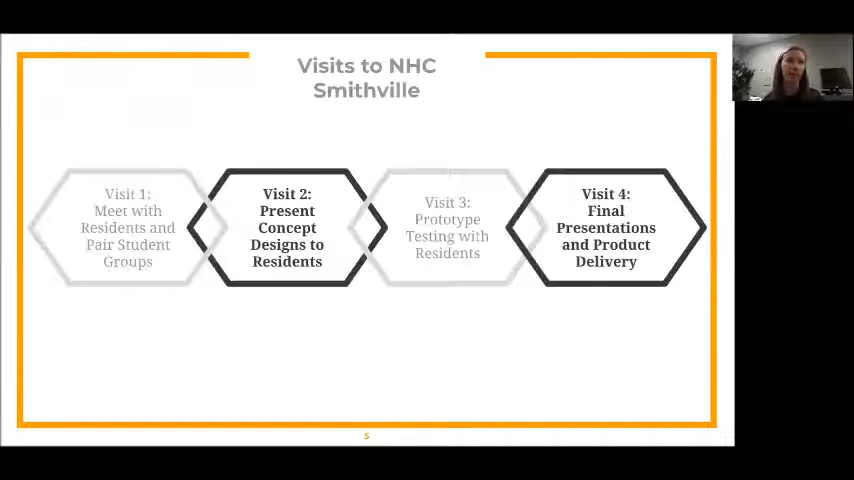 Visits to NHC
Smithville
Visit 1:
Meet with
Residents and
Pair Student
Groups
Visit 2:
Present
Concept
Designs to
Residents
Visit 3:
Prototype
Testing with
Residents
Visit 4:
Final
Presentations
and Product
Delivery
5